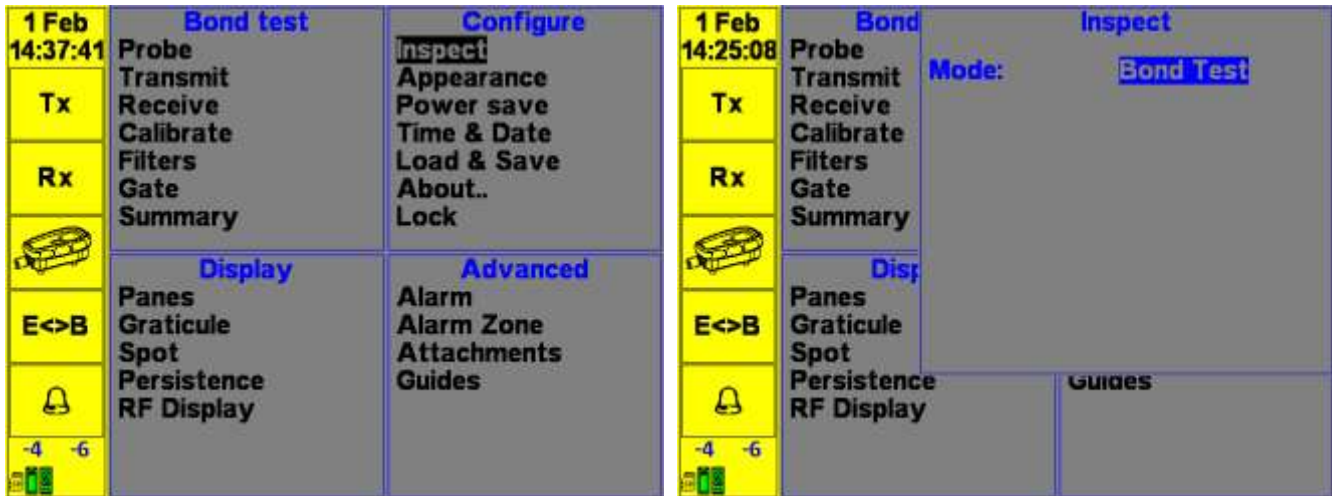 1 Feb
14:37:41
Tx
Rx
E<>B
-4 -6
Bond test
Probe
Transmit
Receive
Calibrate
Filters
Gate
Summary
Configure
Inspect
Appearance
Power save
Time & Date
Load & Save
About..
Lock
Display
Panes
Graticule
Spot
Persistence
RF Display
Advanced
Alarm
Alarm Zone
Attachments
Guides
1 Feb
14:25:08
Tx
Rx
E<>B
-4 -6
Bond
Probe
Transmit
Receive
Calibrate
Filters
Gate
Summary
Inspect
Mode: Bond Test
Disp
Panes
Graticule
Spot
Persistence
RF Display
Guides